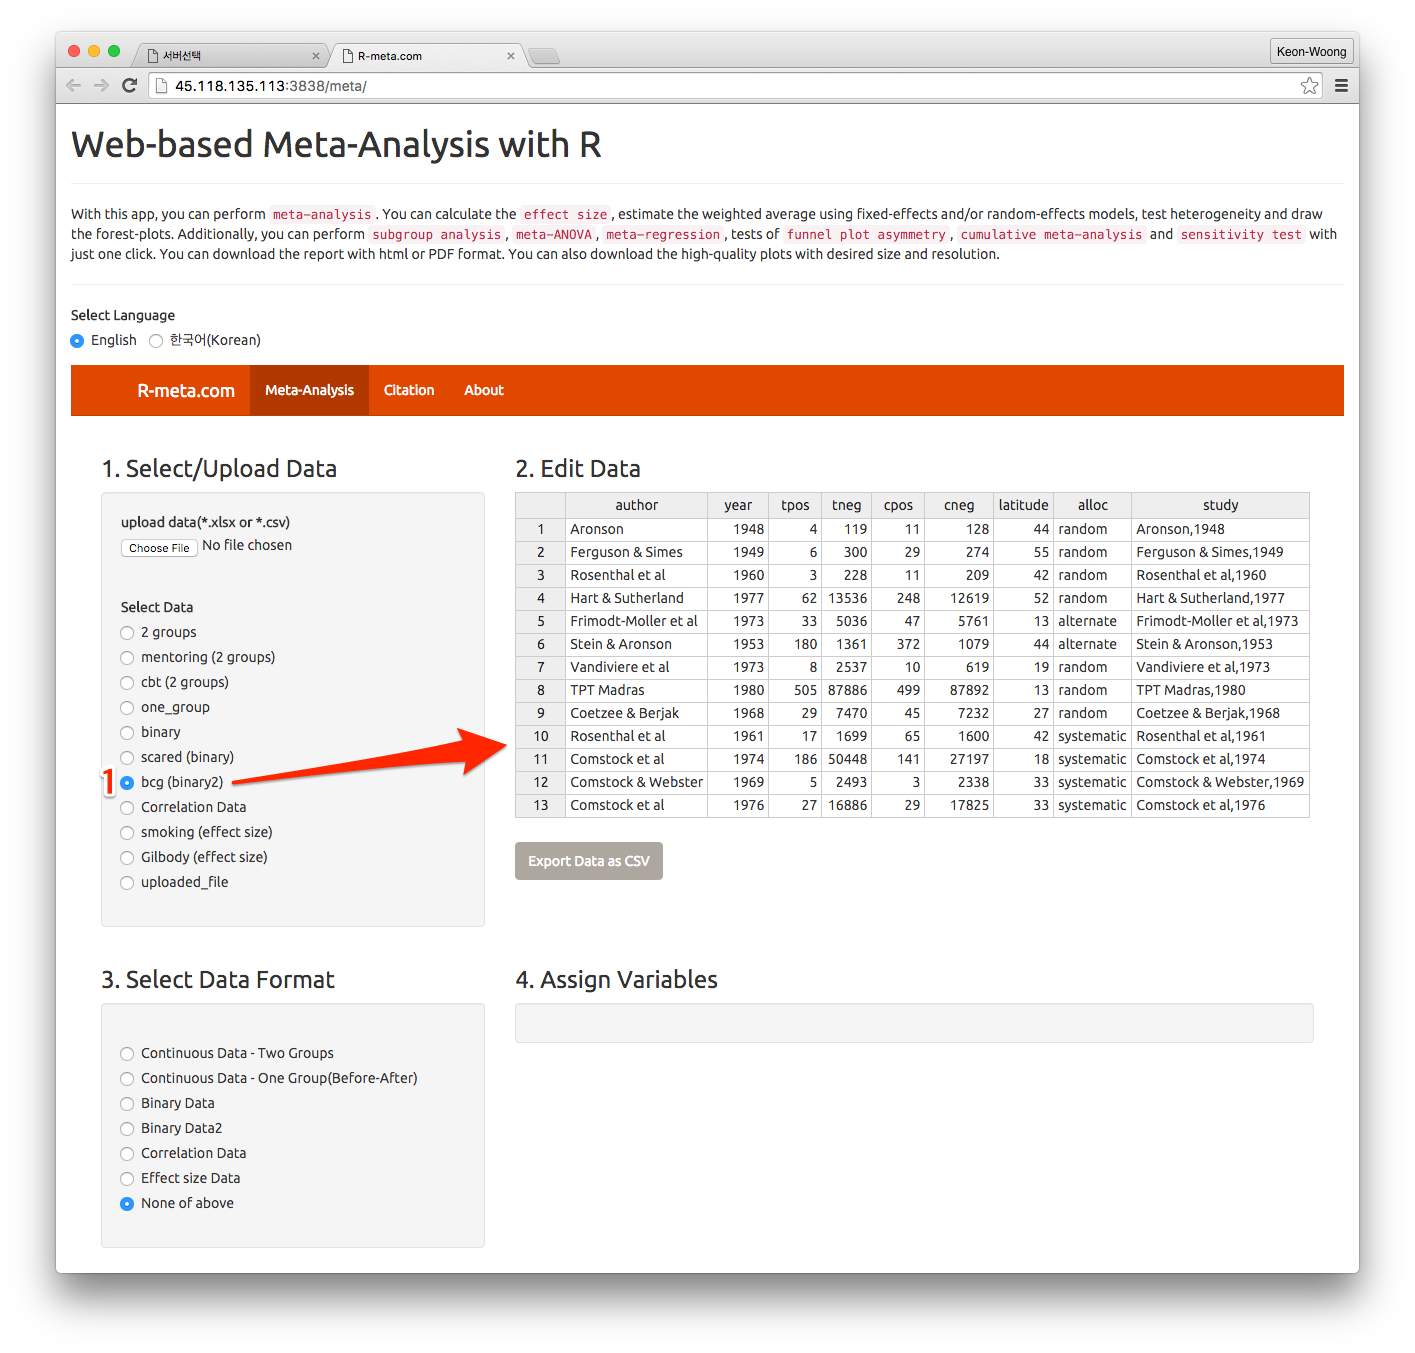 서버선택
R-meta.com
Keon-Woong
45.118.135.113:3838/meta/
Web-based Meta-Analysis with R
With this app, you can perform meta-analysis. You can calculate the effect size, estimate the weighted average using fixed-effects and/or random-effects models, test heterogeneity and draw
the forest-plots. Additionally, you can perform subgroup analysis, meta-ANOVA, meta-regression, tests of funnel plot asymmetry, cumulative meta-analysis and sensitivity test with
just one click. You can download the report with html or PDF format. You can also download the high-quality plots with desired size and resolution.
Select Language
English 한국어(Korean)
R-meta.com Meta-Analysis Citation About
1. Select/Upload Data
upload data(*.xlsx or *.csv)
Choose File No file chosen
Select Data
2 groups
mentoring (2 groups)
cbt (2 groups)
one_group
binary
scared (binary)
1 bcg (binary2)
Correlation Data
smoking (effect size)
Gilbody (effect size)
uploaded_file
2. Edit Data
author year tpos tneg cpos cneg latitude alloc study
1 Aronson 1948 4 119 11 128 44 random Aronson,1948
2 Ferguson & Simes 1949 6 300 29 274 55 random Ferguson & Simes,1949
3 Rosenthal et al 1960 3 228 11 209 42 random Rosenthal et al,1960
4 Hart & Sutherland 1977 62 13536 248 12619 52 random Hart & Sutherland,1977
5 Frimodt-Moller et al 1973 33 5036 47 5761 13 alternate Frimodt-Moller et al,1973
6 Stein & Aronson 1953 180 1361 372 1079 44 alternate Stein & Aronson,1953
7 Vandiviere et al 1973 8 2537 10 619 19 random Vandiviere et al,1973
8 TPT Madras 1980 505 87886 499 87892 13 random TPT Madras,1980
9 Coetzee & Berjak 1968 29 7470 45 7232 27 random Coetzee & Berjak,1968
10 Rosenthal et al 1961 17 1699 65 1600 42 systematic Rosenthal et al,1961
11 Comstock et al 1974 186 50448 141 27197 18 systematic Comstock et al,1974
12 Comstock & Webster 1969 5 2493 3 2338 33 systematic Comstock & Webster,1969
13 Comstock et al 1976 27 16886 29 17825 33 systematic Comstock et al,1976
Export Data as CSV
3. Select Data Format
Continuous Data - Two Groups
Continuous Data - One Group(Before-After)
Binary Data
Binary Data2
Correlation Data
Effect size Data
None of above
4. Assign Variables